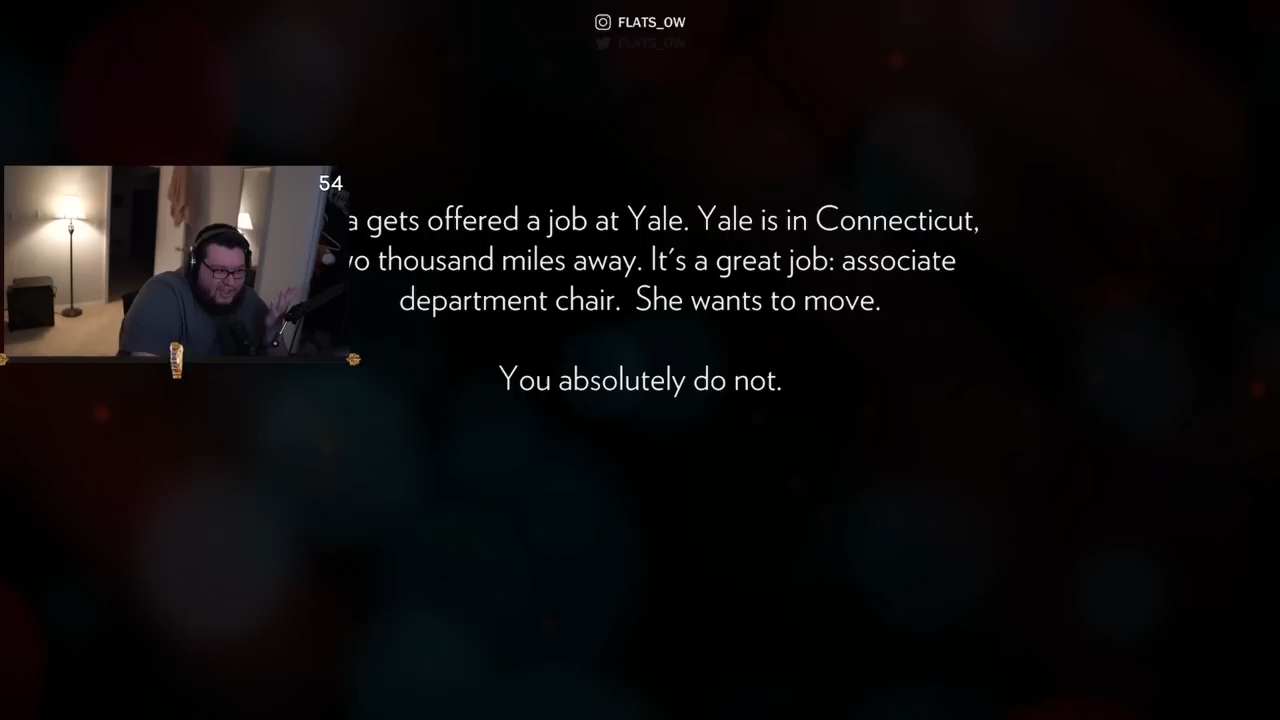 FLATS_OW
FLATS_OW
54
a gets offered a job at Yale. Yale is in Connecticut,
thousand miles away. It's a great job: associate
department chair. She wants to move.
You absolutely do not.